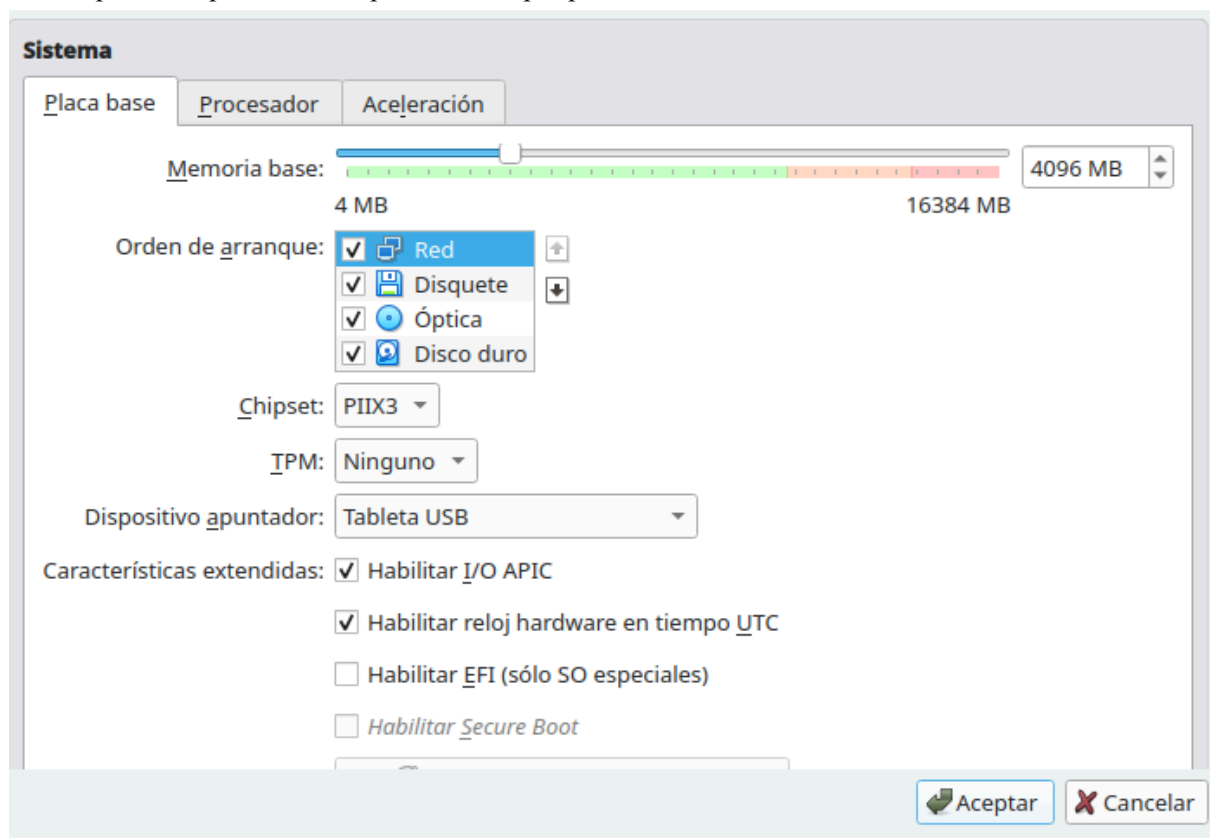 Sistema
Placa base Procesador Aceleración
Memoria base: 4096 MB
4 MB 16384 MB
Orden de arranque: Red
Disquete
Óptica
Disco duro
Chipset: PIIX3
TPM: Ninguno
Dispositivo apuntador: Tableta USB
Características extendidas: Habilitar I/O APIC
Habilitar reloj hardware en tiempo UTC
Habilitar EFI (sólo SO especiales)
Habilitar Secure Boot
Aceptar Cancelar